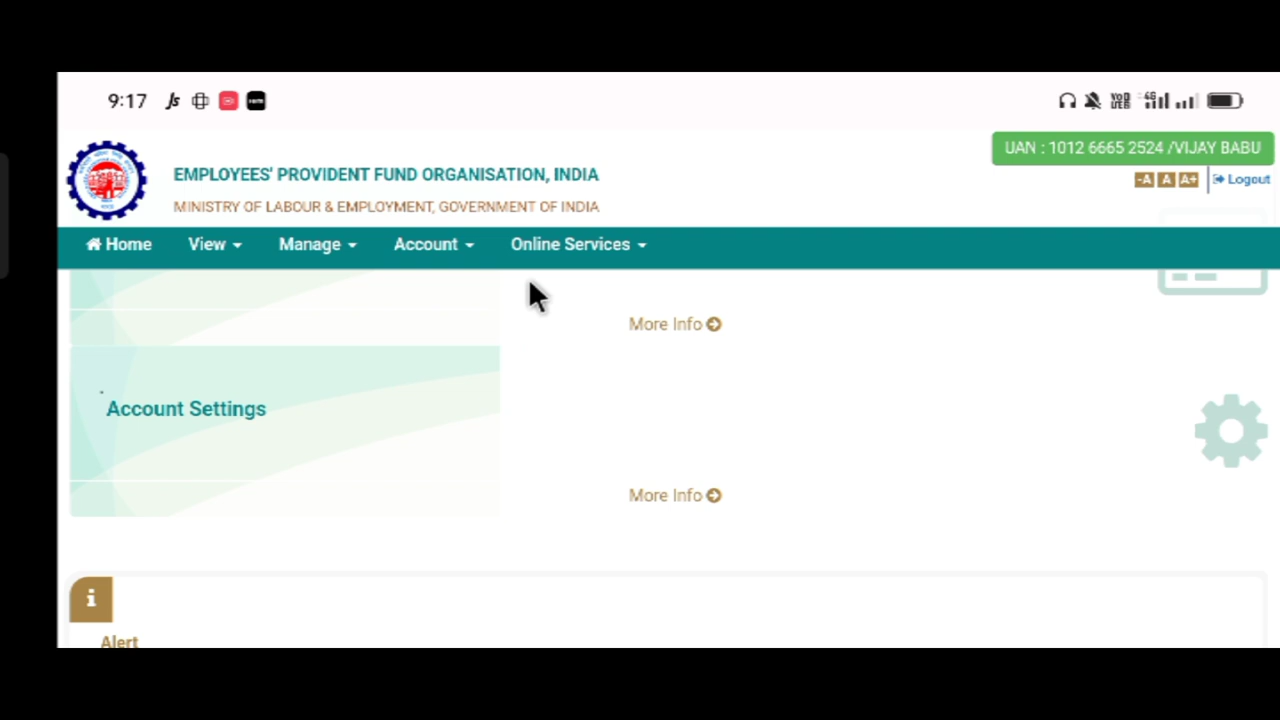 9:17
UAN : 1012 6665 2524 /VIJAY BABU
EMPLOYEES' PROVIDENT FUND ORGANISATION, INDIA
-A A A+ Logout
MINISTRY OF LABOUR & EMPLOYMENT, GOVERNMENT OF INDIA
Home View Manage Account Online Services
More Info
Account Settings
More Info
Alert